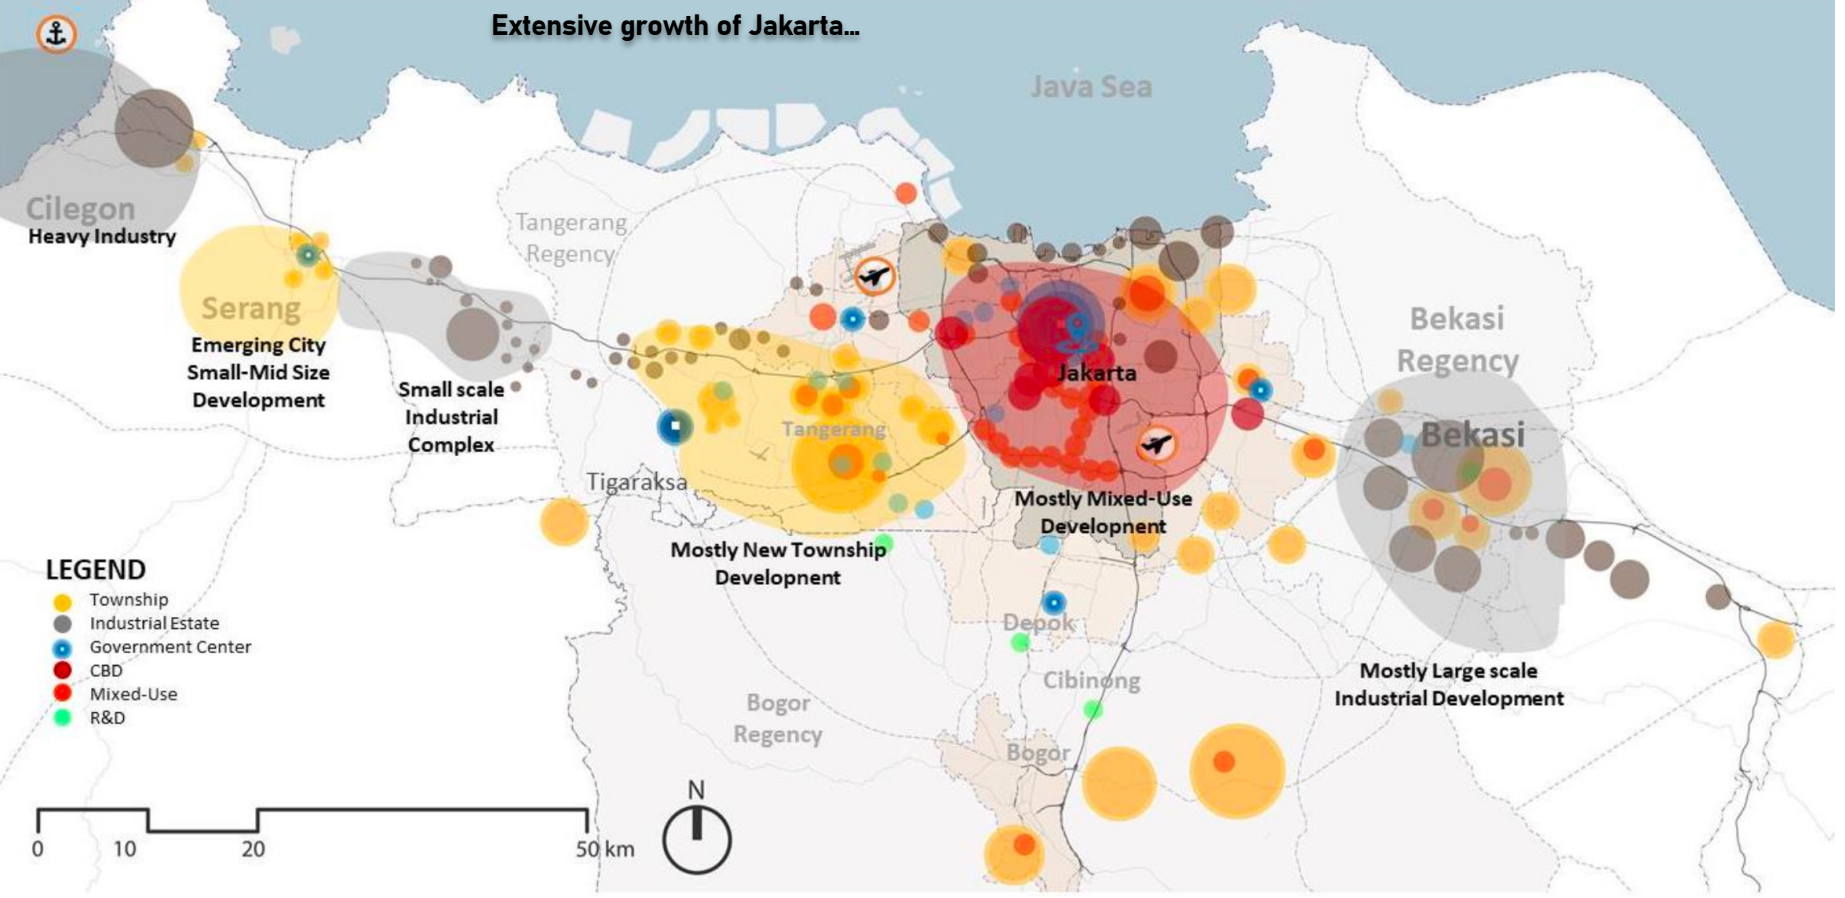 Extensive growth of Jakarta...
Java Sea
Cilegon
Heavy Industry
Tangerang
Regency
Serang
Emerging City
Small-Mid Size
Development
Small scale
Industrial
Complex
Bekasi
Regency
Jakarta
Tangerang
Bekasi
Tigaraksa
Mostly Mixed-Use
Development
Mostly New Township
Development
Depok
Cibinong
Mostly Large scale
Industrial Development
Bogor
Regency
Bogor
LEGEND
Township
Industrial Estate
Government Center
CBD
Mixed-Use
R&D
N
0 10 20 50 km